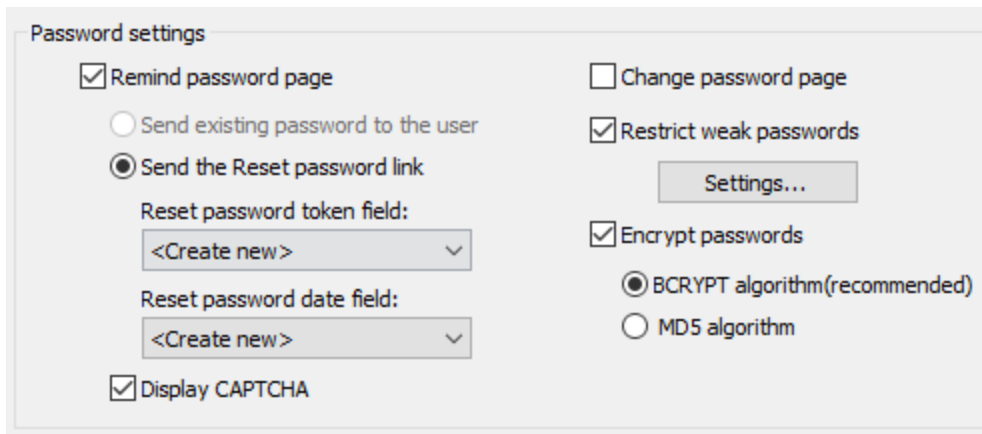 Password settings
Remind password page
Send existing password to the user
Send the Reset password link
Reset password token field:
<Create new>
Reset password date field:
<Create new>
Display CAPTCHA
Change password page
Restrict weak passwords
Settings...
Encrypt passwords
BCRYPT algorithm(recommended)
MD5 algorithm